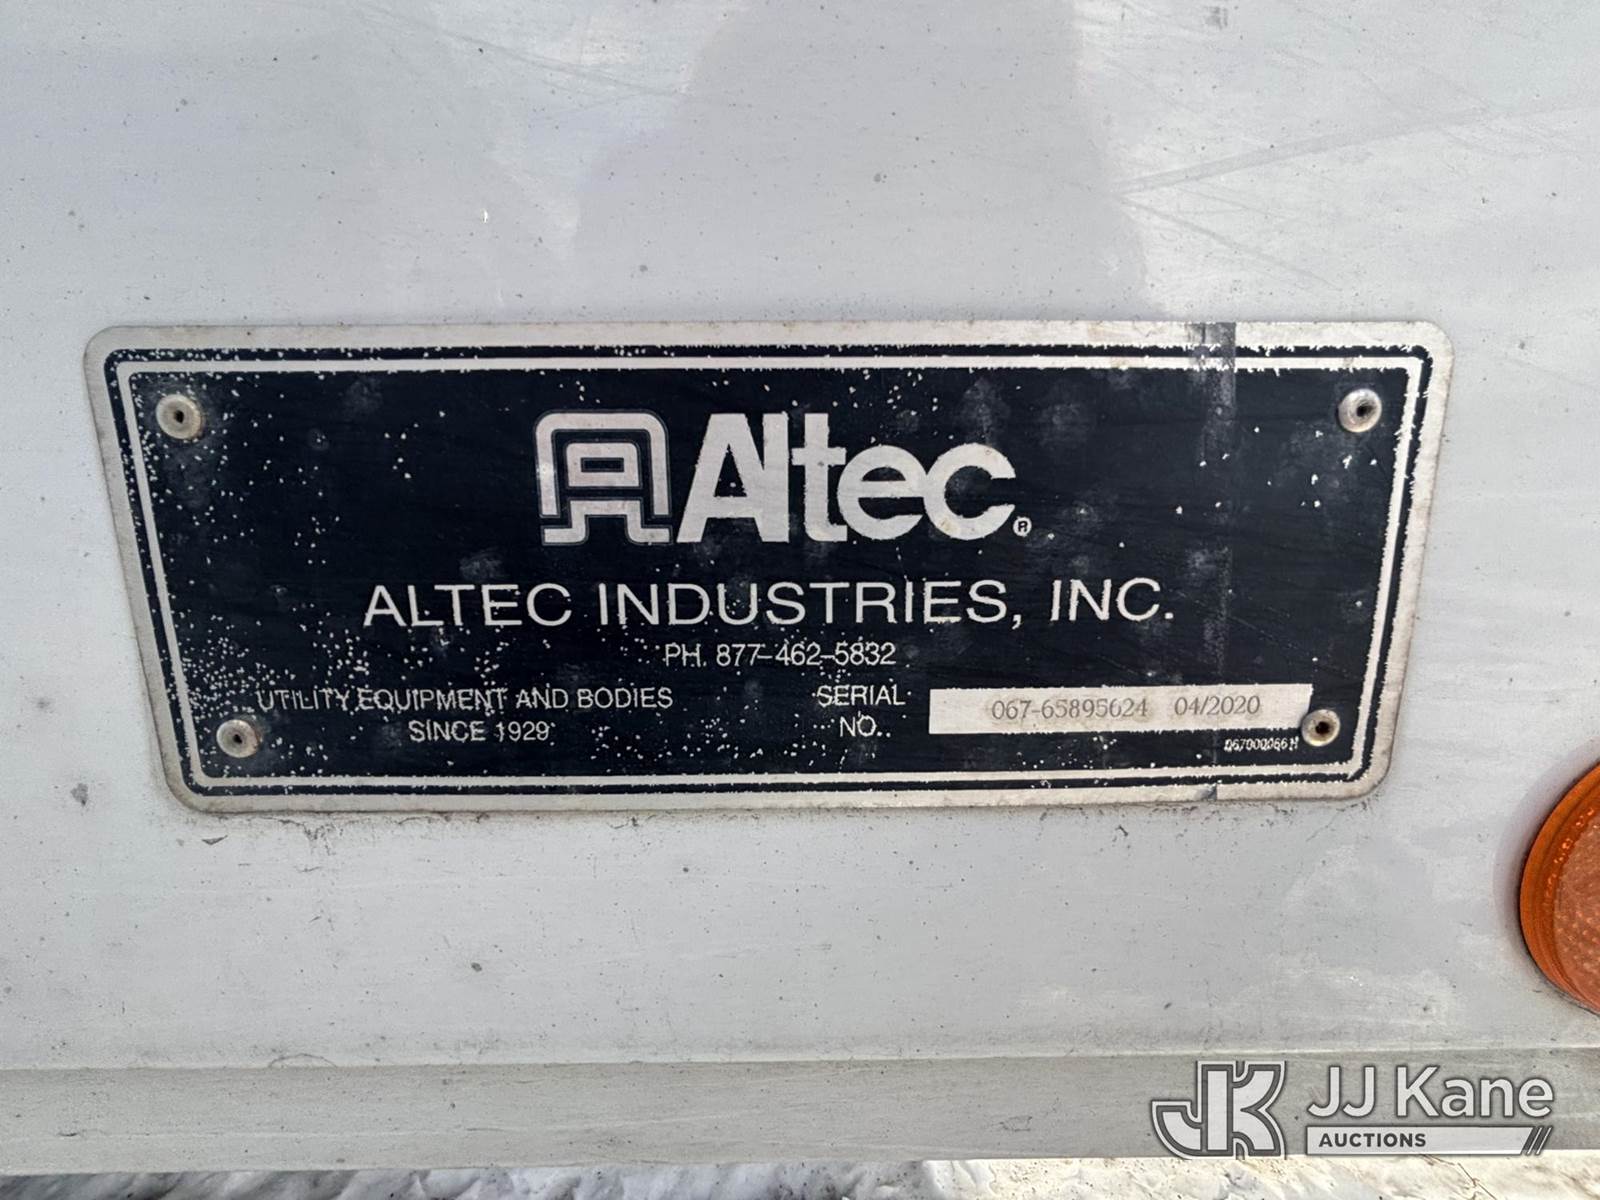 Altec®
ALTEC INDUSTRIES, INC.
PH. 877-462-5832
UTILITY EQUIPMENT AND BODIES
SINCE 1929
SERIAL
NO.
067-65895624 04/2020
JJ Kane
AUCTIONS